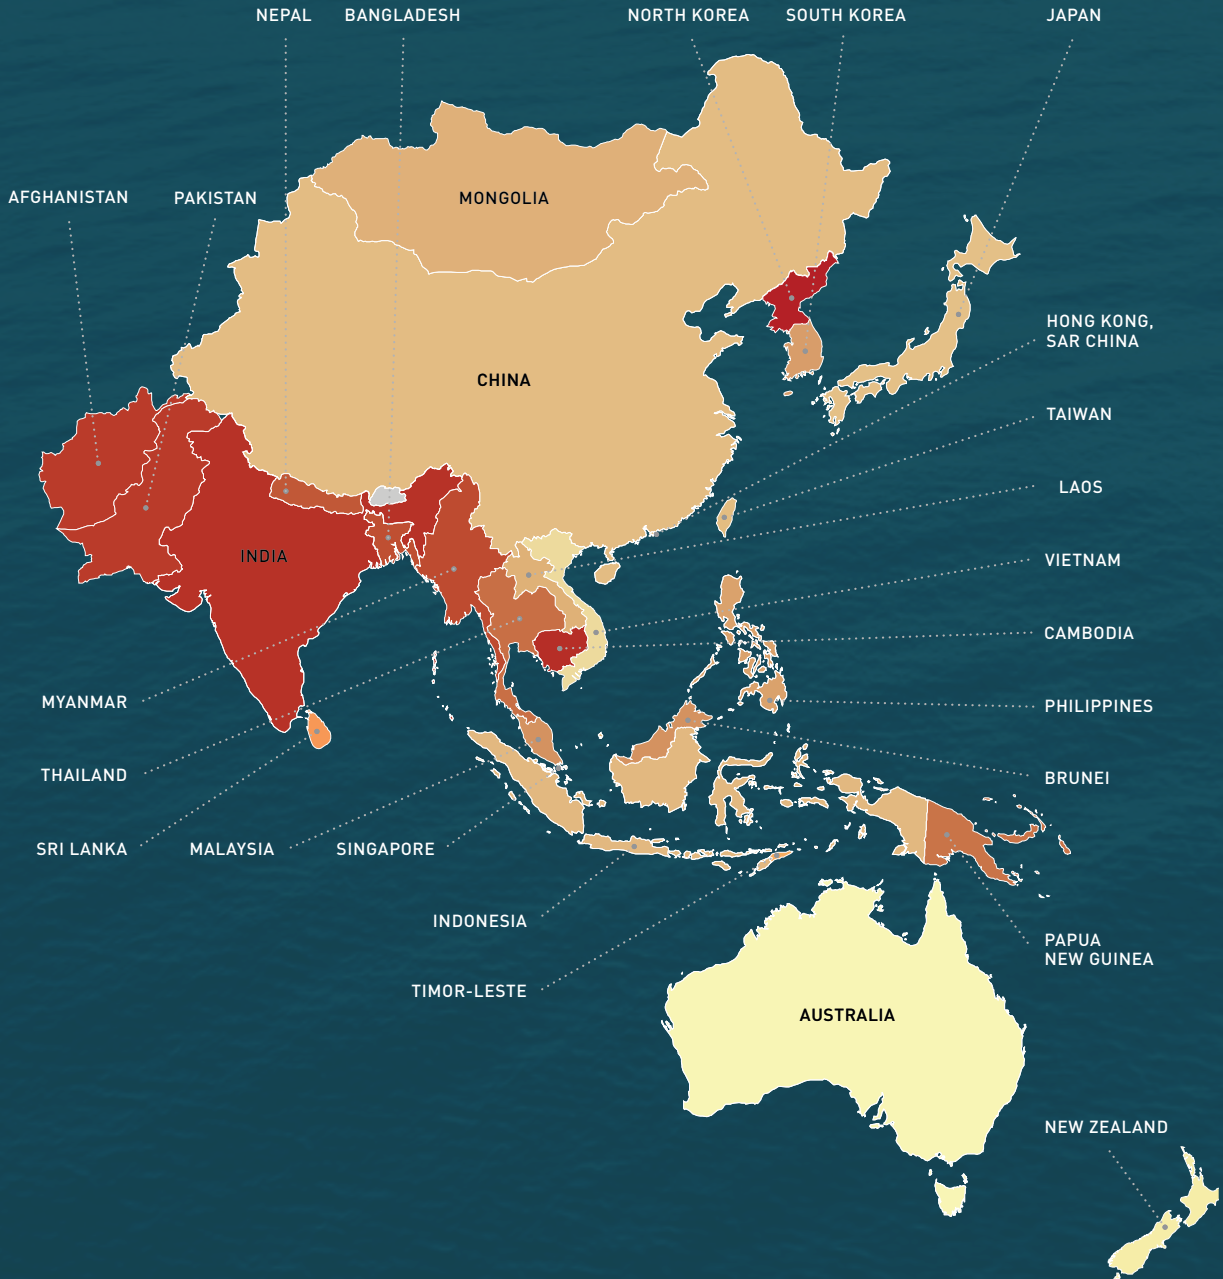 NEPAL
BANGLADESH
NORTH KOREA
SOUTH KOREA
JAPAN
AFGHANISTAN
PAKISTAN
MONGOLIA
HONG KONG,
SAR CHINA
CHINA
TAIWAN
LAOS
INDIA
VIETNAM
CAMBODIA
MYANMAR
PHILIPPINES
THAILAND
BRUNEI
SRI LANKA
MALAYSIA
SINGAPORE
INDONESIA
PAPUA
NEW GUINEA
TIMOR-LESTE
AUSTRALIA
NEW ZEALAND